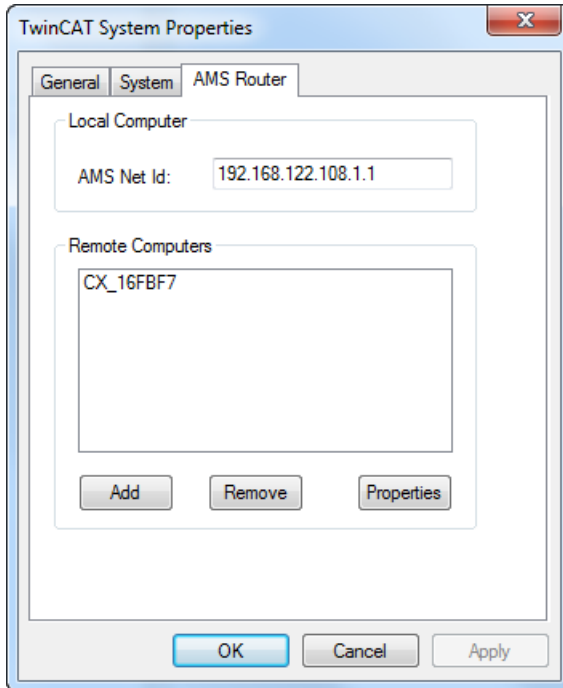 TwinCAT System Properties
General System AMS Router
Local Computer
AMS Net Id: 192.168.122.108.1.1
Remote Computers
CX_16FBF7
Add Remove Properties
OK Cancel Apply